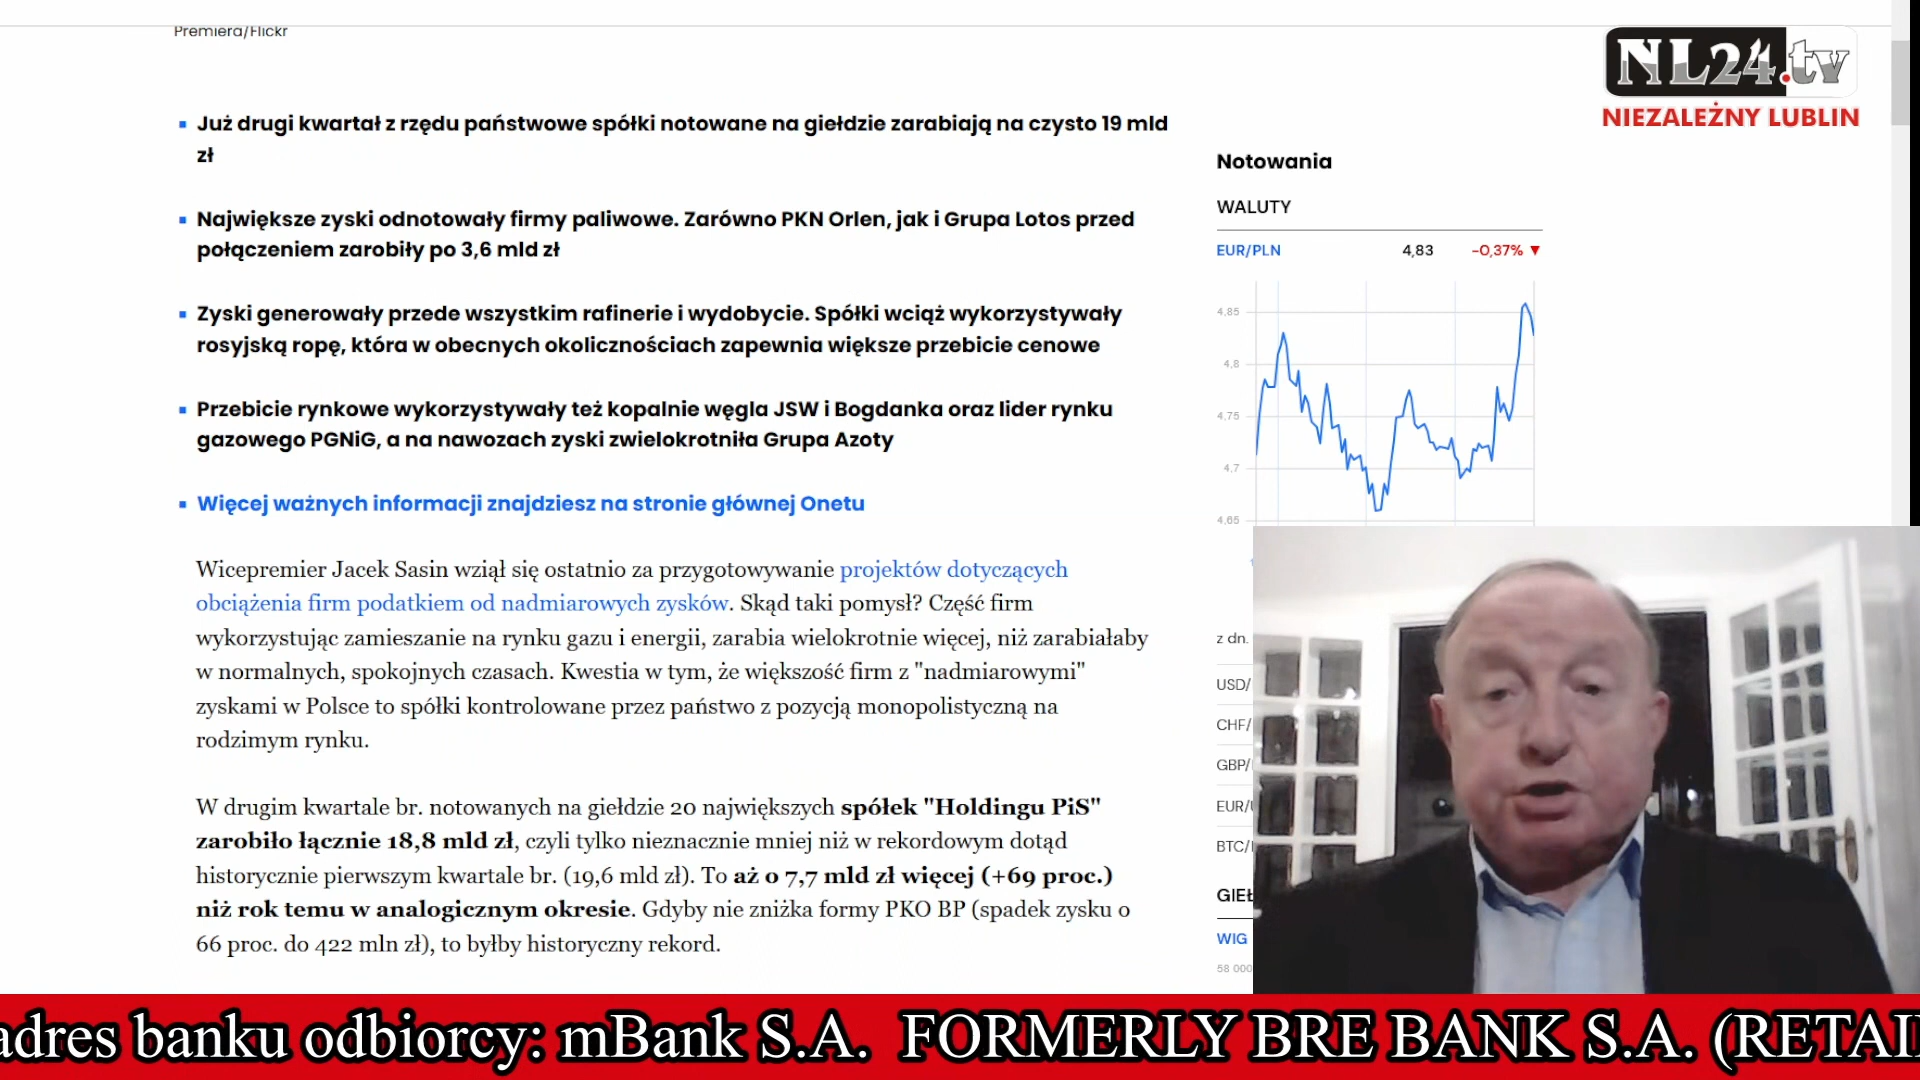 Premiera/Flickr
NL24.tv
NIEZALEŻNY LUBLIN
Już drugi kwartał z rzędu państwowe spółki notowane na giełdzie zarabiają na czysto 19 mld
zł
Największe zyski odnotowały firmy paliwowe. Zarówno PKN Orlen, jak i Grupa Lotos przed
połączeniem zarobiły po 3,6 mld zł
Zyski generowały przede wszystkim rafinerie i wydobycie. Spółki wciąż wykorzystywały
rosyjską ropę, która w obecnych okolicznościach zapewnia większe przebicie cenowe
Przebicie rynkowe wykorzystywały też kopalnie węgla JSW i Bogdanka oraz lider rynku
gazowego PGNiG, a na nawozach zyski zwielokrotniła Grupa Azoty
Więcej ważnych informacji znajdziesz na stronie głównej Onetu
Wicepremier Jacek Sasin wziął się ostatnio za przygotowywanie projektów dotyczących
obciążenia firm podatkiem od nadmiarowych zysków. Skąd taki pomysł? Część firm
wykorzystując zamieszanie na rynku gazu i energii, zarabia wielokrotnie więcej, niż zarabiałaby
w normalnych, spokojnych czasach. Kwestia w tym, że większość firm z "nadmiarowymi"
zyskami w Polsce to spółki kontrolowane przez państwo z pozycją monopolistyczną na
rodzimym rynku.
W drugim kwartale br. notowanych na giełdzie 20 największych spółek "Holdingu PiS"
zarobiło łącznie 18,8 mld zł, czyli tylko nieznacznie mniej niż w rekordowym dotąd
historycznie pierwszym kwartale br. (19,6 mld zł). To aż o 7,7 mld zł więcej (+69 proc.)
niż rok temu w analogicznym okresie. Gdyby nie zniżka formy PKO BP (spadek zysku o
66 proc. do 422 mln zł), to byłby historyczny rekord.
Notowania
WALUTY
EUR/PLN 4,83 -0,37% ▼
4,85
4,8
4,75
4,7
4,65
z dn.
USD/
CHF/
GBP/
EUR/
BTC/
GIEŁ
WIG
58 000
adres banku odbiorcy: mBank S.A. FORMERLY BRE BANK S.A. (RETAI